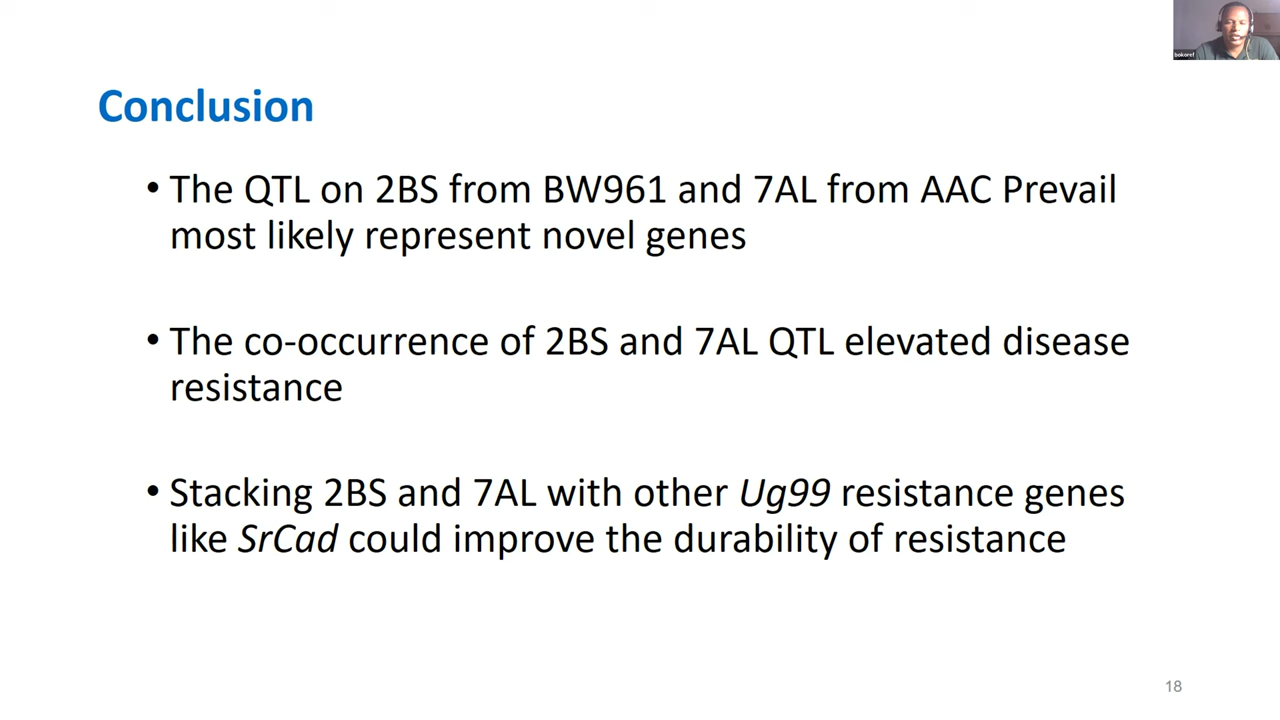 bokoref
Conclusion
• The QTL on 2BS from BW961 and 7AL from AAC Prevail
most likely represent novel genes
• The co-occurrence of 2BS and 7AL QTL elevated disease
resistance
• Stacking 2BS and 7AL with other Ug99 resistance genes
like SrCad could improve the durability of resistance
18